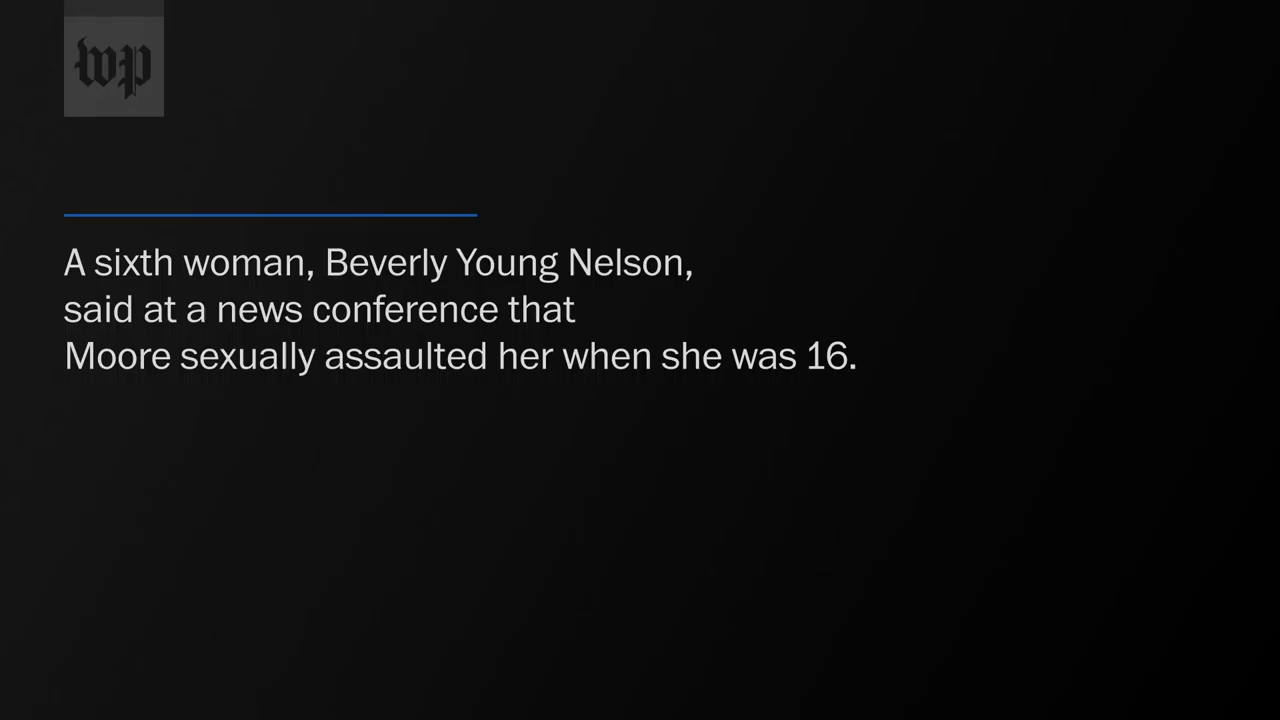 wp
A sixth woman, Beverly Young Nelson,
said at a news conference that
Moore sexually assaulted her when she was 16.